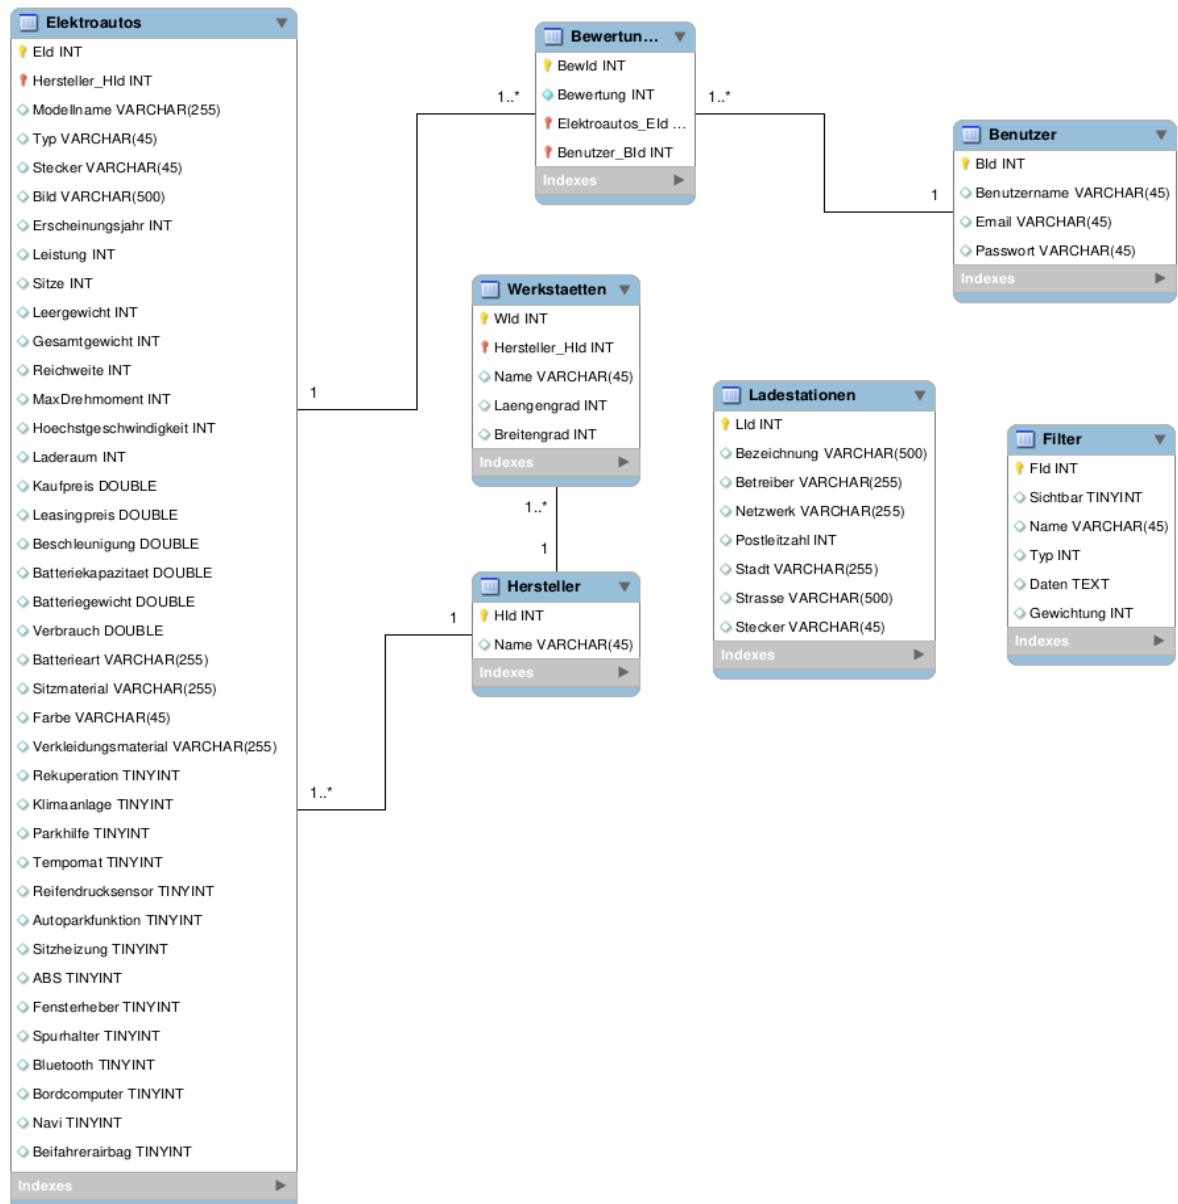 Elektroautos
EId INT
Hersteller_HId INT
Modellname VARCHAR(255)
Typ VARCHAR(45)
Stecker VARCHAR(45)
Bild VARCHAR(500)
Erscheinungsjahr INT
Leistung INT
Sitze INT
Leergewicht INT
Gesamtgewicht INT
Reichweite INT
MaxDrehmoment INT
Hoechstgeschwindigkeit INT
Laderaum INT
Kaufpreis DOUBLE
Leasingpreis DOUBLE
Beschleunigung DOUBLE
Batteriekapazitaet DOUBLE
Batteriegewicht DOUBLE
Verbrauch DOUBLE
Batterieart VARCHAR(255)
Sitzmaterial VARCHAR(255)
Farbe VARCHAR(45)
Verkleidungsmaterial VARCHAR(255)
Rekuperation TINYINT
Klimaanlage TINYINT
Parkhilfe TINYINT
Tempomat TINYINT
Reifendrucksensor TINYINT
Autoparkfunktion TINYINT
Sitzheizung TINYINT
ABS TINYINT
Fensterheber TINYINT
Spurhalter TINYINT
Bluetooth TINYINT
Bordcomputer TINYINT
Navi TINYINT
Beifahrerairbag TINYINT
Indexes
1
1..*
1..*
1
Bewertun...
BewId INT
Bewertung INT
Elektroautos_EId ...
Benutzer_BId INT
Indexes
1..*
1
Benutzer
BId INT
Benutzername VARCHAR(45)
Email VARCHAR(45)
Passwort VARCHAR(45)
Indexes
Werkstaetten
WId INT
Hersteller_HId INT
Name VARCHAR(45)
Laengengrad INT
Breitengrad INT
Indexes
1..*
1
Hersteller
HId INT
Name VARCHAR(45)
Indexes
Ladestationen
LId INT
Bezeichnung VARCHAR(500)
Betreiber VARCHAR(255)
Netzwerk VARCHAR(255)
Postleitzahl INT
Stadt VARCHAR(255)
Strasse VARCHAR(500)
Stecker VARCHAR(45)
Indexes
Filter
FId INT
Sichtbar TINYINT
Name VARCHAR(45)
Typ INT
Daten TEXT
Gewichtung INT
Indexes